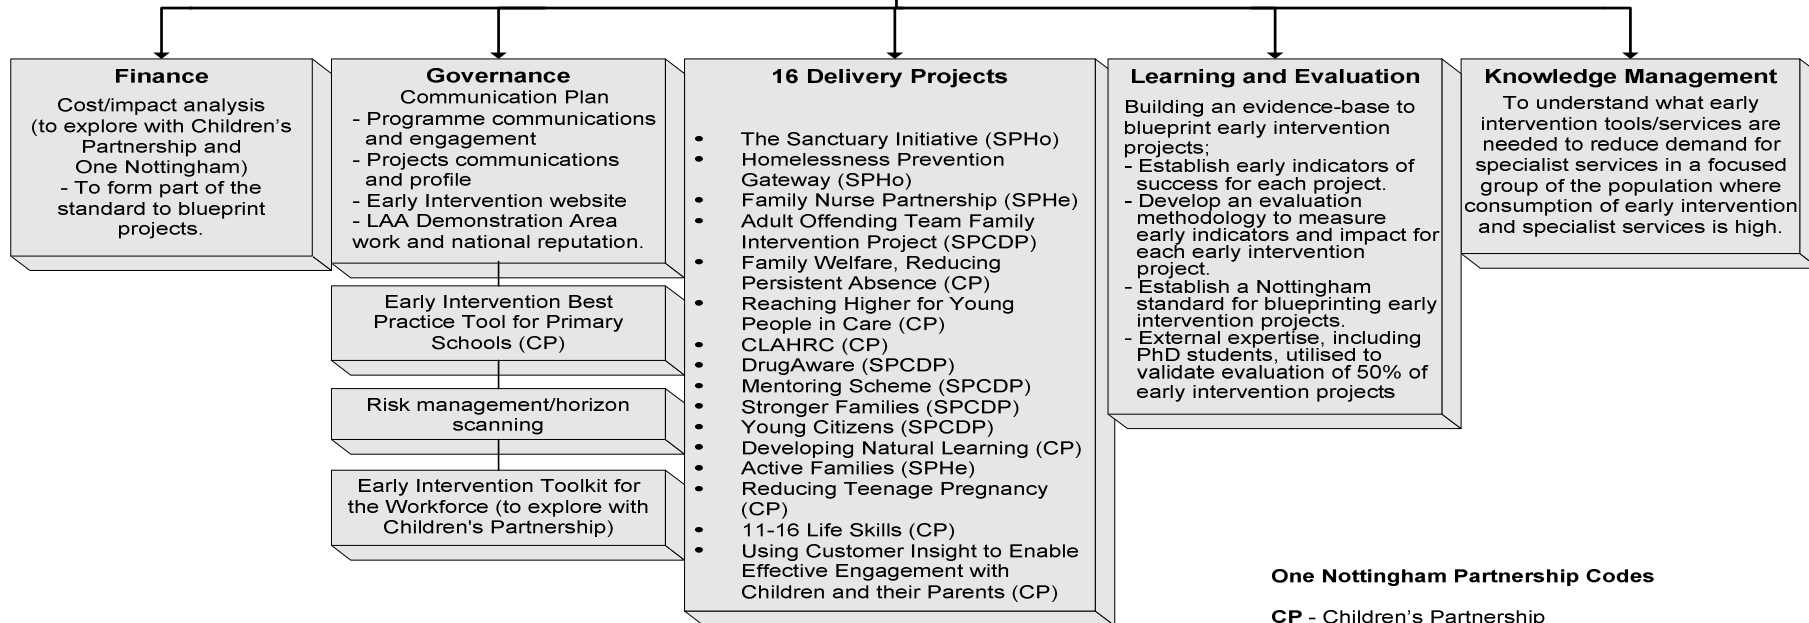 Finance
Cost/impact analysis
(to explore with Children's
Partnership and
One Nottingham)
- To form part of the
standard to blueprint
projects.
Governance
Communication Plan
- Programme communications
and engagement
- Projects communications
and profile
- Early Intervention website
- LAA Demonstration Area
work and national reputation.
Early Intervention Best
Practice Tool for Primary
Schools (CP)
Risk management/horizon
scanning
Early Intervention Toolkit for
the Workforce (to explore with
Children's Partnership)
16 Delivery Projects
• The Sanctuary Initiative (SPHo)
• Homelessness Prevention
Gateway (SPHo)
• Family Nurse Partnership (SPHe)
• Adult Offending Team Family
Intervention Project (SPCDP)
• Family Welfare, Reducing
Persistent Absence (CP)
• Reaching Higher for Young
People in Care (CP)
• CLAHRC (CP)
• DrugAware (SPCDP)
• Mentoring Scheme (SPCDP)
• Stronger Families (SPCDP)
• Young Citizens (SPCDP)
• Developing Natural Learning (CP)
• Active Families (SPHe)
• Reducing Teenage Pregnancy
(CP)
• 11-16 Life Skills (CP)
• Using Customer Insight to Enable
Effective Engagement with
Children and their Parents (CP)
Learning and Evaluation
Building an evidence-base to
blueprint early intervention
projects;
- Establish early indicators of
success for each project.
- Develop an evaluation
methodology to measure
early indicators and impact for
each early intervention
project.
- Establish a Nottingham
standard for blueprinting early
intervention projects.
- External expertise, including
PhD students, utilised to
validate evaluation of 50% of
early intervention projects
Knowledge Management
To understand what early
intervention tools/services are
needed to reduce demand for
specialist services in a focused
group of the population where
consumption of early intervention
and specialist services is high.
One Nottingham Partnership Codes
CP - Children's Partnership